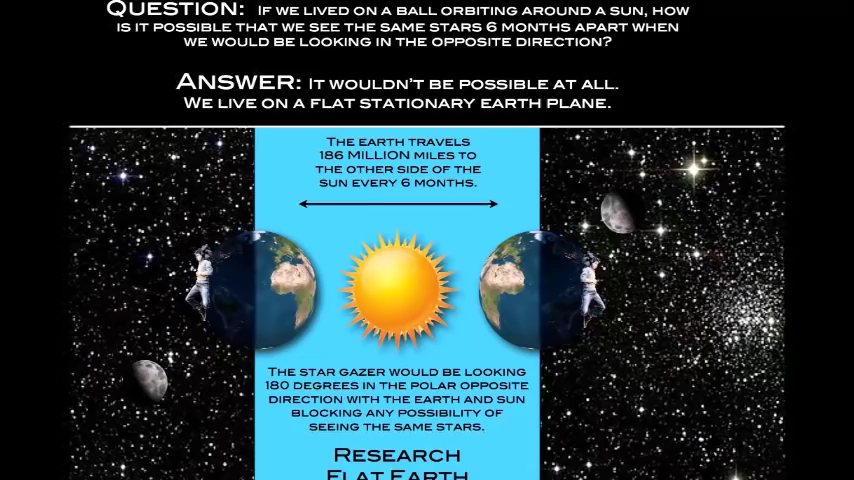 QUESTION: IF WE LIVED ON A BALL ORBITING AROUND A SUN, HOW
IS IT POSSIBLE THAT WE SEE THE SAME STARS 6 MONTHS APART WHEN
WE WOULD BE LOOKING IN THE OPPOSITE DIRECTION?
ANSWER: IT WOULDN'T BE POSSIBLE AT ALL.
WE LIVE ON A FLAT STATIONARY EARTH PLANE.
THE EARTH TRAVELS
186 MILLION MILES TO
THE OTHER SIDE OF THE
SUN EVERY 6 MONTHS.
THE STAR GAZER WOULD BE LOOKING
180 DEGREES IN THE POLAR OPPOSITE
DIRECTION WITH THE EARTH AND SUN
BLOCKING ANY POSSIBILITY OF
SEEING THE SAME STARS.
RESEARCH
FLAT EARTH